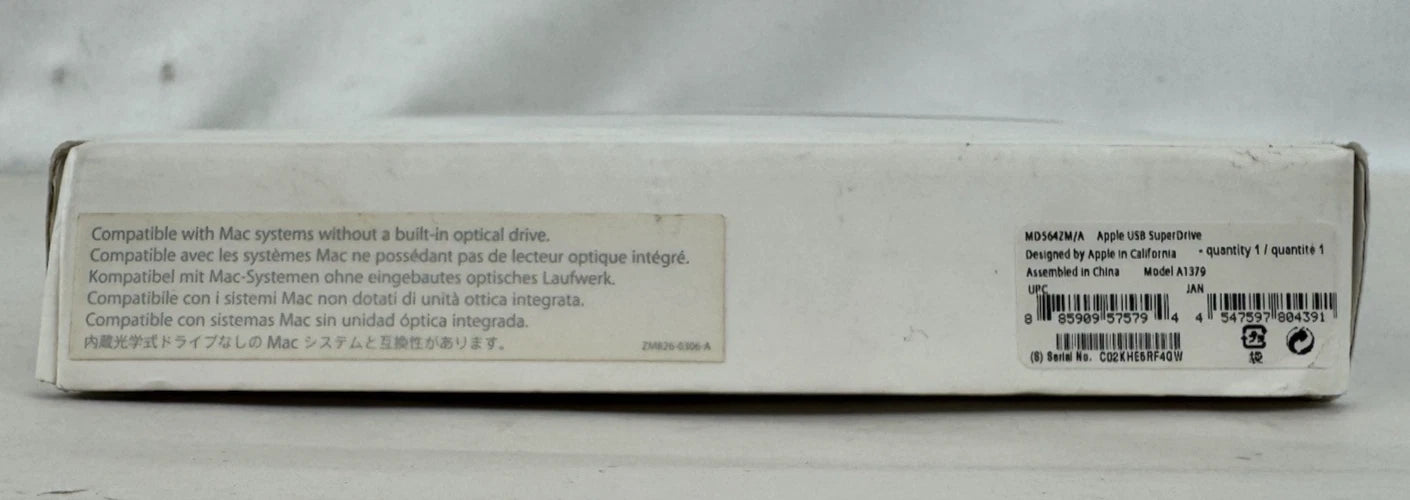 Compatible with Mac systems without a built-in optical drive.
Compatible avec les systèmes Mac ne possédant pas de lecteur optique intégré.
Kompatibel mit Mac-Systemen ohne eingebautes optisches Laufwerk.
Compatibile con i sistemi Mac non dotati di unità ottica integrata.
Compatible con sistemas Mac sin unidad óptica integrada.
内蔵光学式ドライブなしの Mac システムと互換性があります。
ZM826-0306-A
MD564ZM/A Apple USB SuperDrive
Designed by Apple in California - quantity 1 / quantité 1
Assembled in China Model A1379
UPC JAN
8 85909 57579 4 4 547597 804391
(S) Serial No. C02KHE6RF4QW
袋